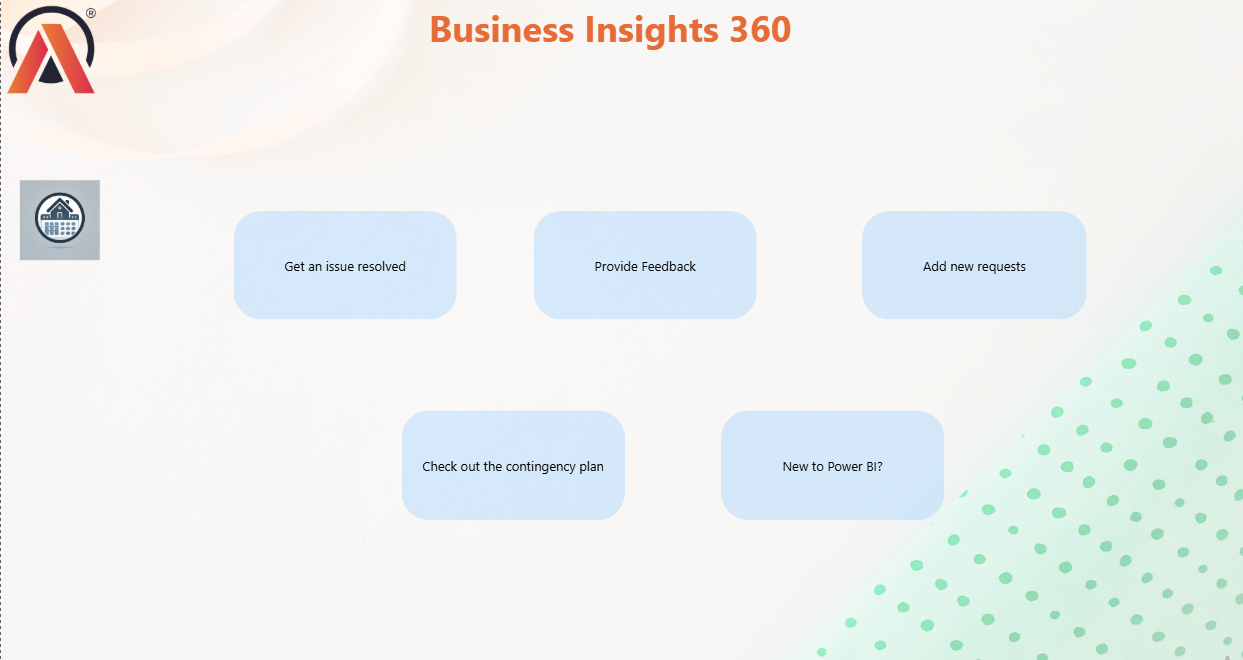 ®
Business Insights 360
Get an issue resolved
Provide Feedback
Add new requests
Check out the contingency plan
New to Power BI?